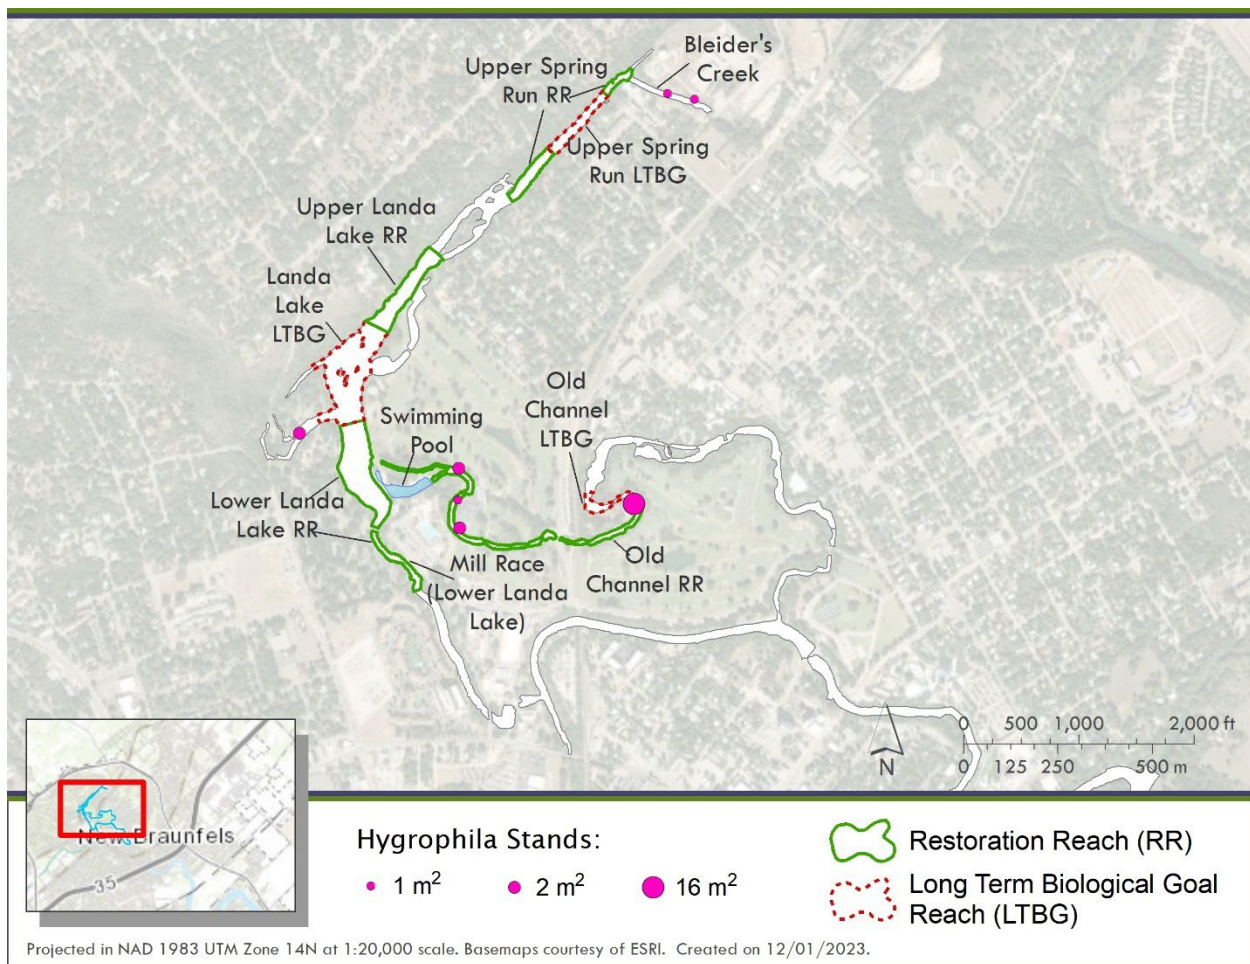 Upper Spring
Run RR
Bleider's
Creek
Upper Spring
Run LTBG
Upper Landa
Lake RR
Landa
Lake
LTBG
Swimming
Pool
Old
Channel
LTBG
Lower Landa
Lake RR
Mill Race
(Lower Landa
Lake)
Old
Channel RR
N
0 500 1,000 2,000 ft
0 125 250 500 m
New Braunfels
35
Hygrophila Stands:
1 m² 2 m² 16 m²
Restoration Reach (RR)
Long Term Biological Goal
Reach (LTBG)
Projected in NAD 1983 UTM Zone 14N at 1:20,000 scale. Basemaps courtesy of ESRI. Created on 12/01/2023.